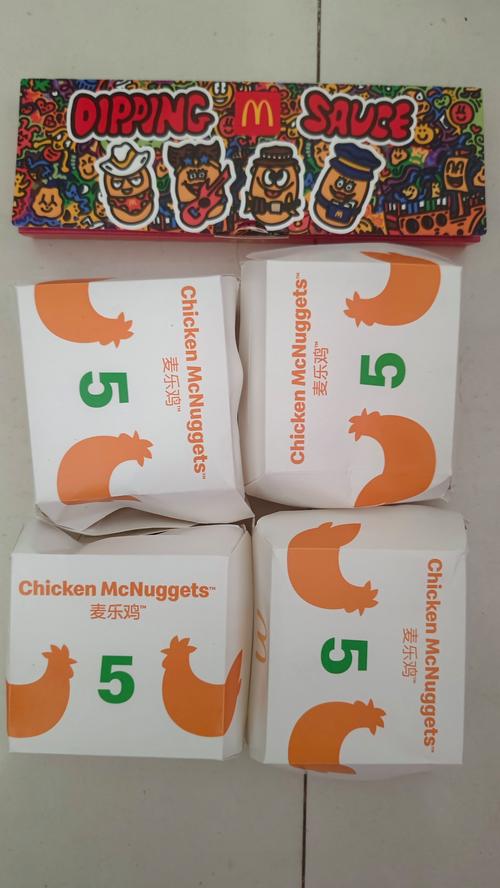 DIPPING SAUCE
Chicken McNuggets™
麦乐鸡™
5
Chicken McNuggets™
麦乐鸡™
5
Chicken McNuggets™
麦乐鸡™
5
Chicken McNuggets™
麦乐鸡™
5